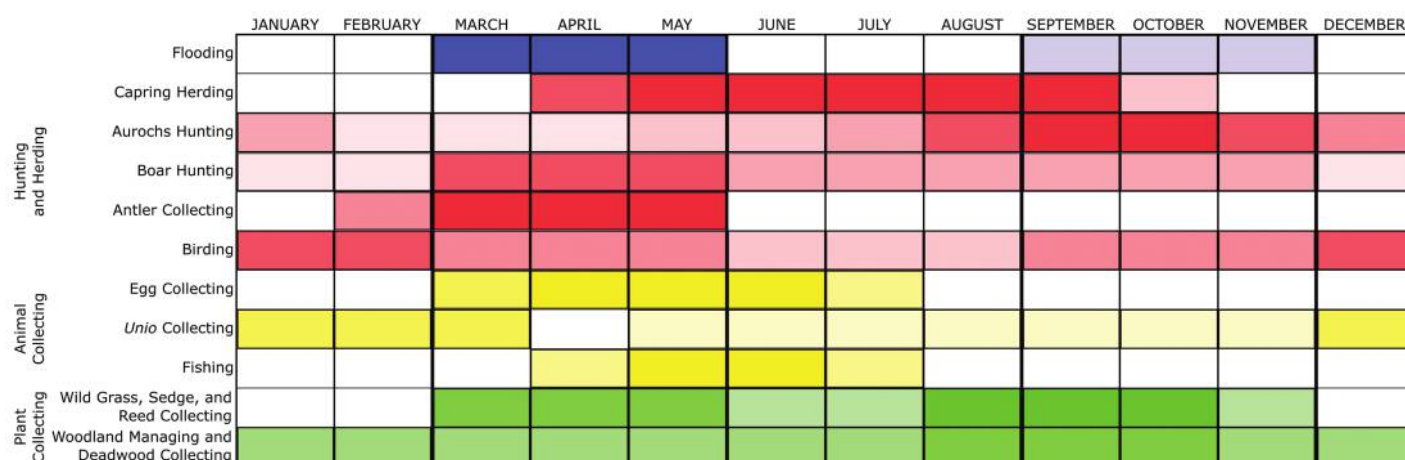 JANUARY FEBRUARY MARCH APRIL MAY JUNE JULY AUGUST SEPTEMBER OCTOBER NOVEMBER DECEMBER
Flooding
Hunting
and Herding
Capring Herding
Aurochs Hunting
Boar Hunting
Antler Collecting
Birding
Animal
Collecting
Egg Collecting
Unio Collecting
Fishing
Plant
Collecting
Wild Grass, Sedge, and
Reed Collecting
Woodland Managing and
Deadwood Collecting